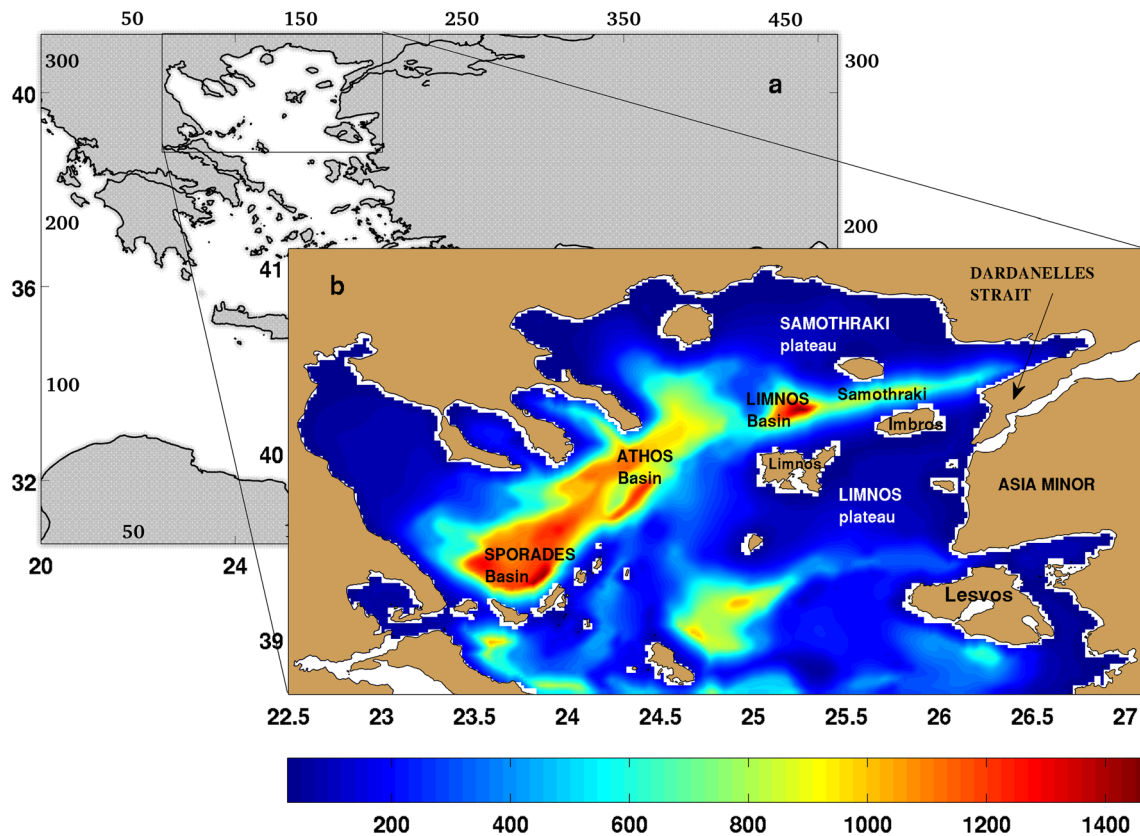 50 150 250 350 450
300 a 300
40
200 200
36
41
b DARDANELLES
STRAIT
SAMOTHRAKI
plateau
100
LIMNOS Samothraki
Basin
Imbros
40
ATHOS
Basin
Limnos
32
LIMNOS
plateau
ASIA MINOR
50
20 24
SPORADES
Basin
Lesvos
39
22.5 23 23.5 24 24.5 25 25.5 26 26.5 27
200 400 600 800 1000 1200 1400